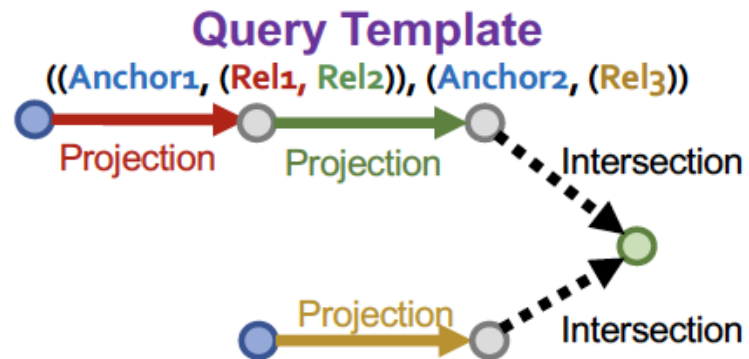 Query Template
((Anchor1, (Rel1, Rel2)), (Anchor2, (Rel3))
Projection
Projection
Intersection
Projection
Intersection